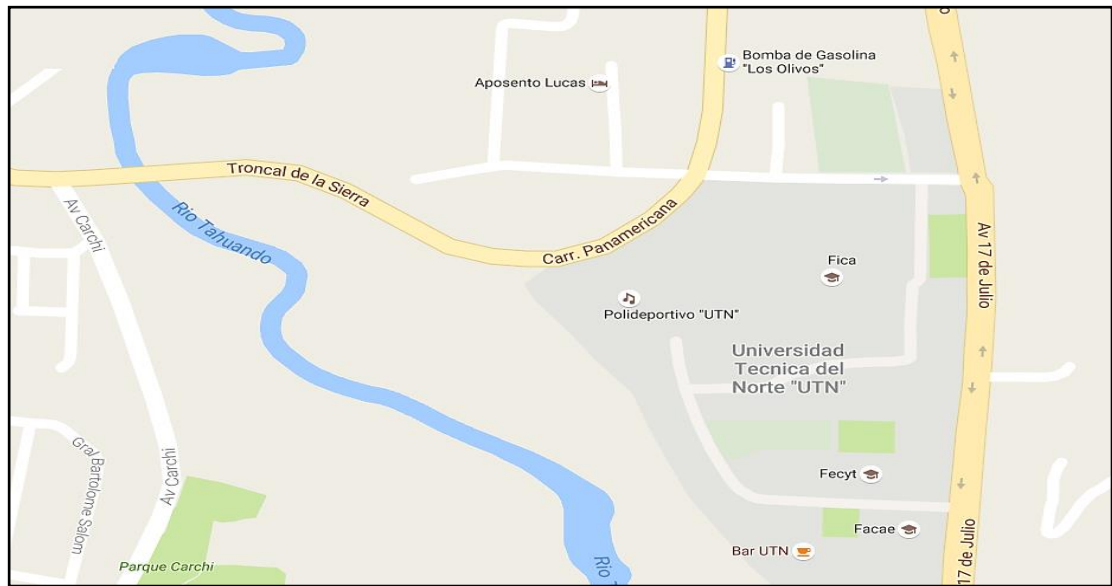 Bomba de Gasolina
"Los Olivos"
Aposento Lucas
Troncal de la Sierra
Carr. Panamericana
Av Carchi
Rio Tahuando
Av 17 de Julio
Fica
Polideportivo "UTN"
Universidad
Tecnica del
Norte "UTN"
Gral Bartolome Salom
Av Carchi
Fecyt
Facae
Bar UTN
Parque Carchi
Rio
17 de Julio